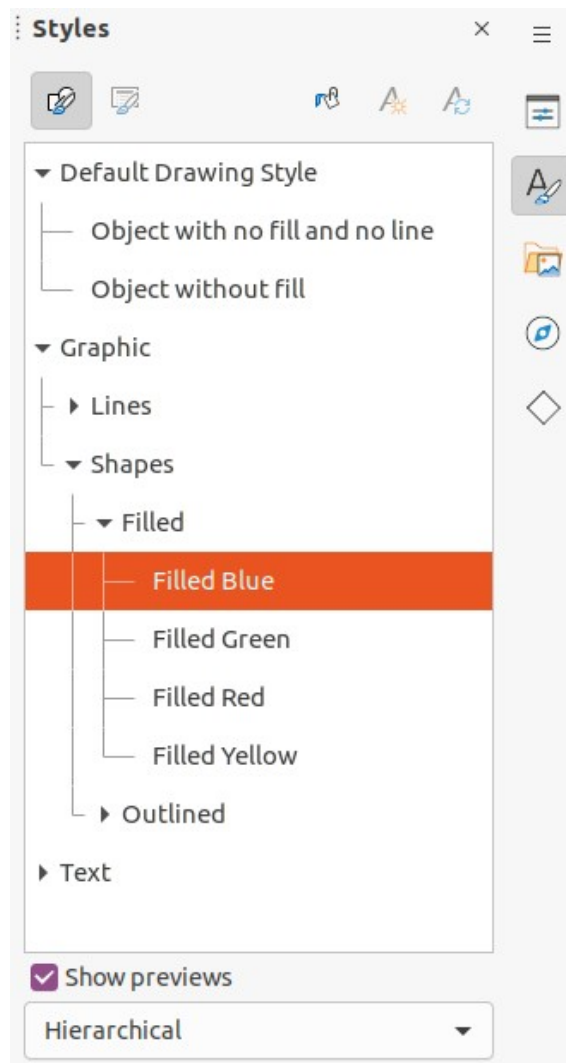 Styles
Default Drawing Style
Object with no fill and no line
Object without fill
Graphic
Lines
Shapes
Filled
Filled Blue
Filled Green
Filled Red
Filled Yellow
Outlined
Text
Show previews
Hierarchical